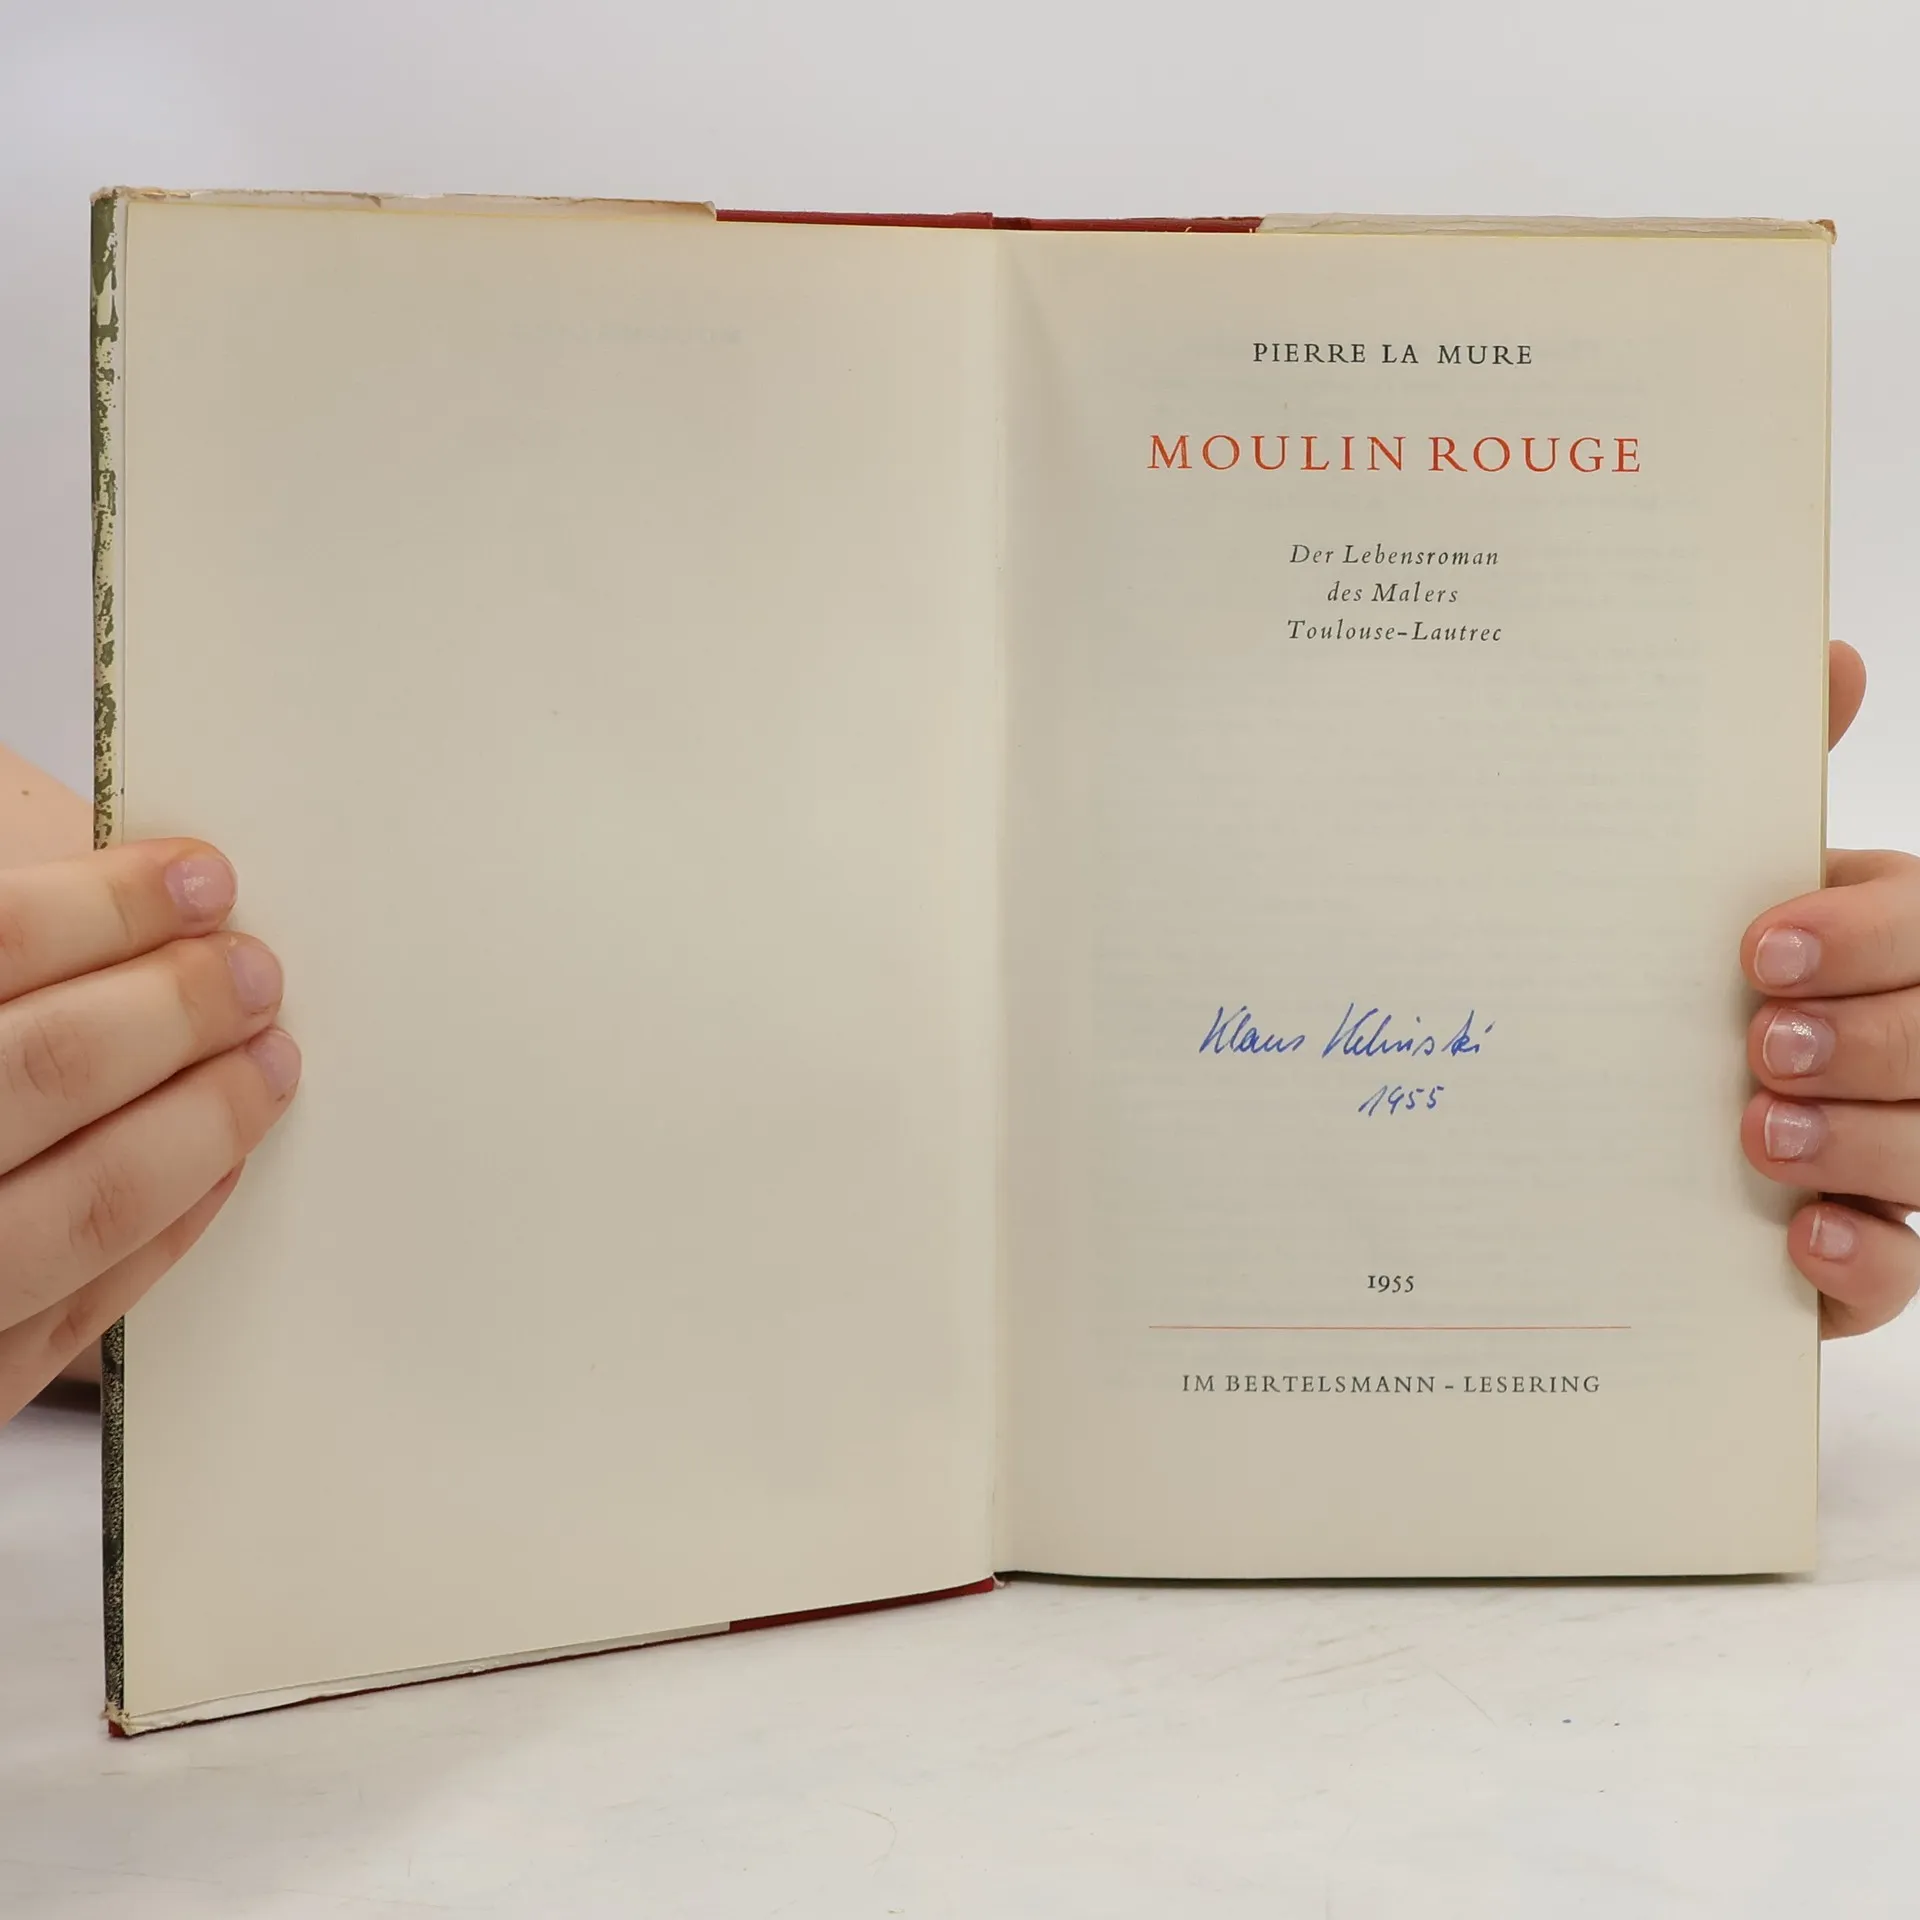 PIERRE LA MURE
MOULIN ROUGE
Der Lebensroman
des Malers
Toulouse-Lautrec
Klaus
1955
1955
IM BERTELSMANN - LESERING